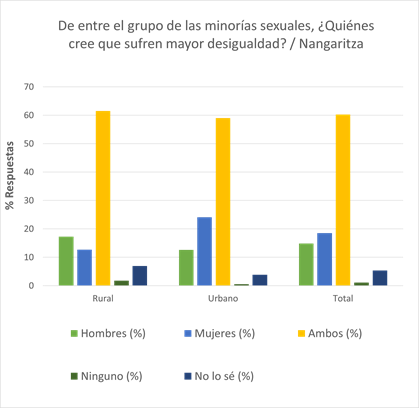 De entre el grupo de las minorías sexuales, ¿Quiénes
cree que sufren mayor desigualdad? / Nangaritza
% Respuestas
70
60
50
40
30
20
10
0
Rural Urbano Total
Hombres (%) Mujeres (%) Ambos (%)
Ninguno (%) No lo sé (%)